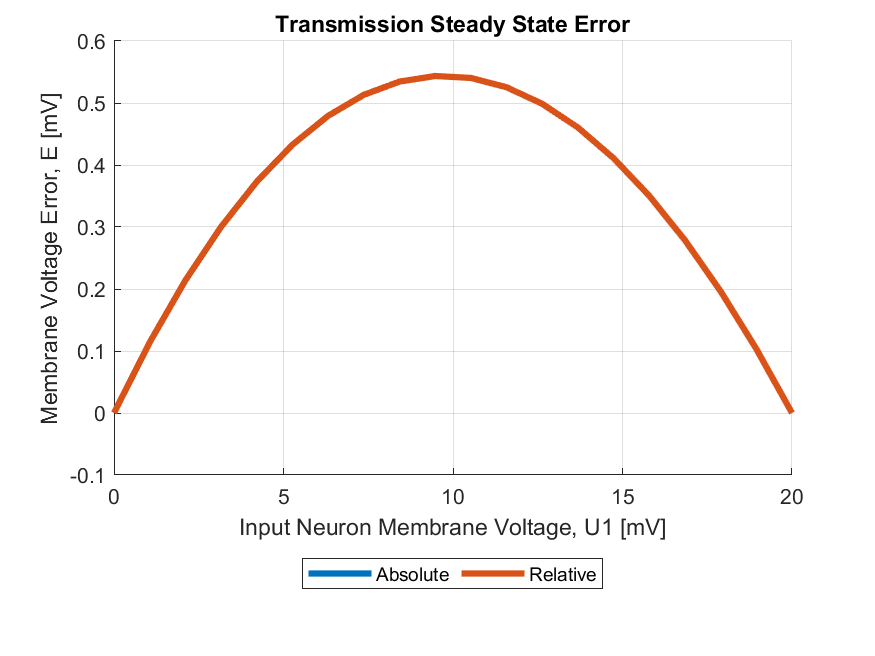 Transmission Steady State Error
Membrane Voltage Error, E [mV]
0.6
0.5
0.4
0.3
0.2
0.1
0
-0.1
0 5 10 15 20
Input Neuron Membrane Voltage, U1 [mV]
Absolute Relative